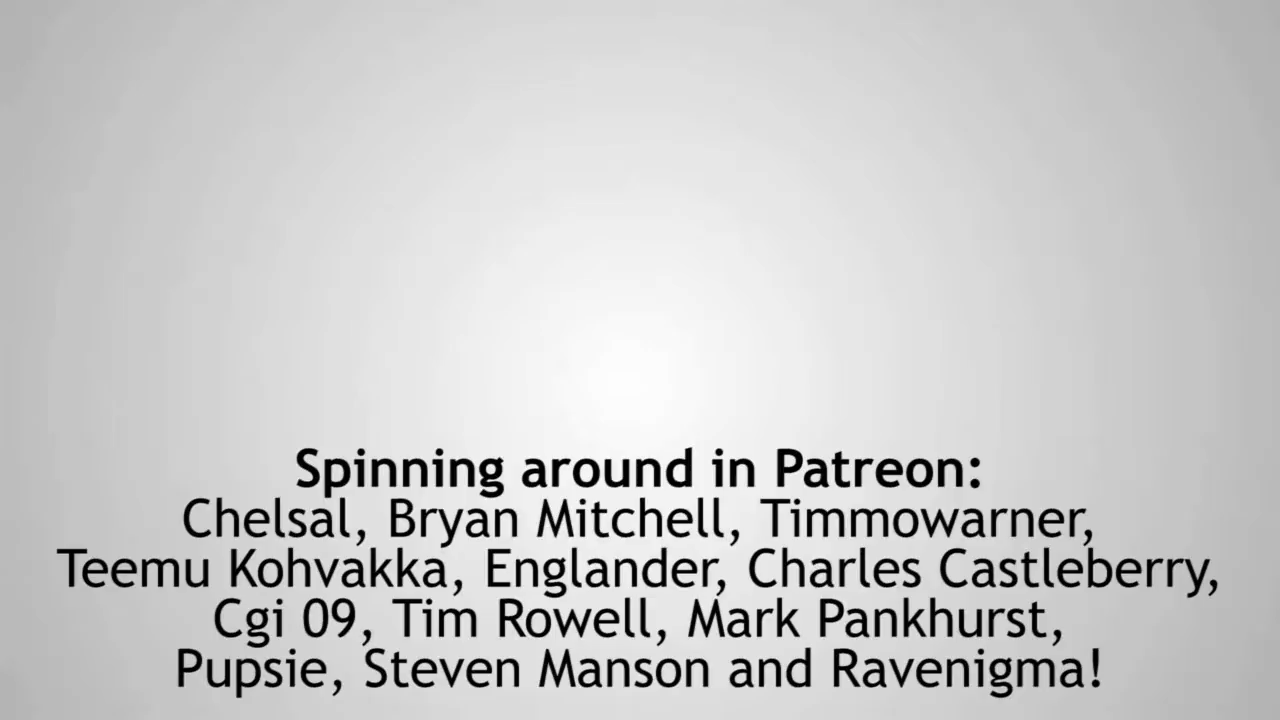 Spinning around in Patreon:
Chelsal, Bryan Mitchell, Timmowarner,
Teemu Kohvakka, Englander, Charles Castleberry,
Cgi 09, Tim Rowell, Mark Pankhurst,
Pupsie, Steven Manson and Ravenigma!